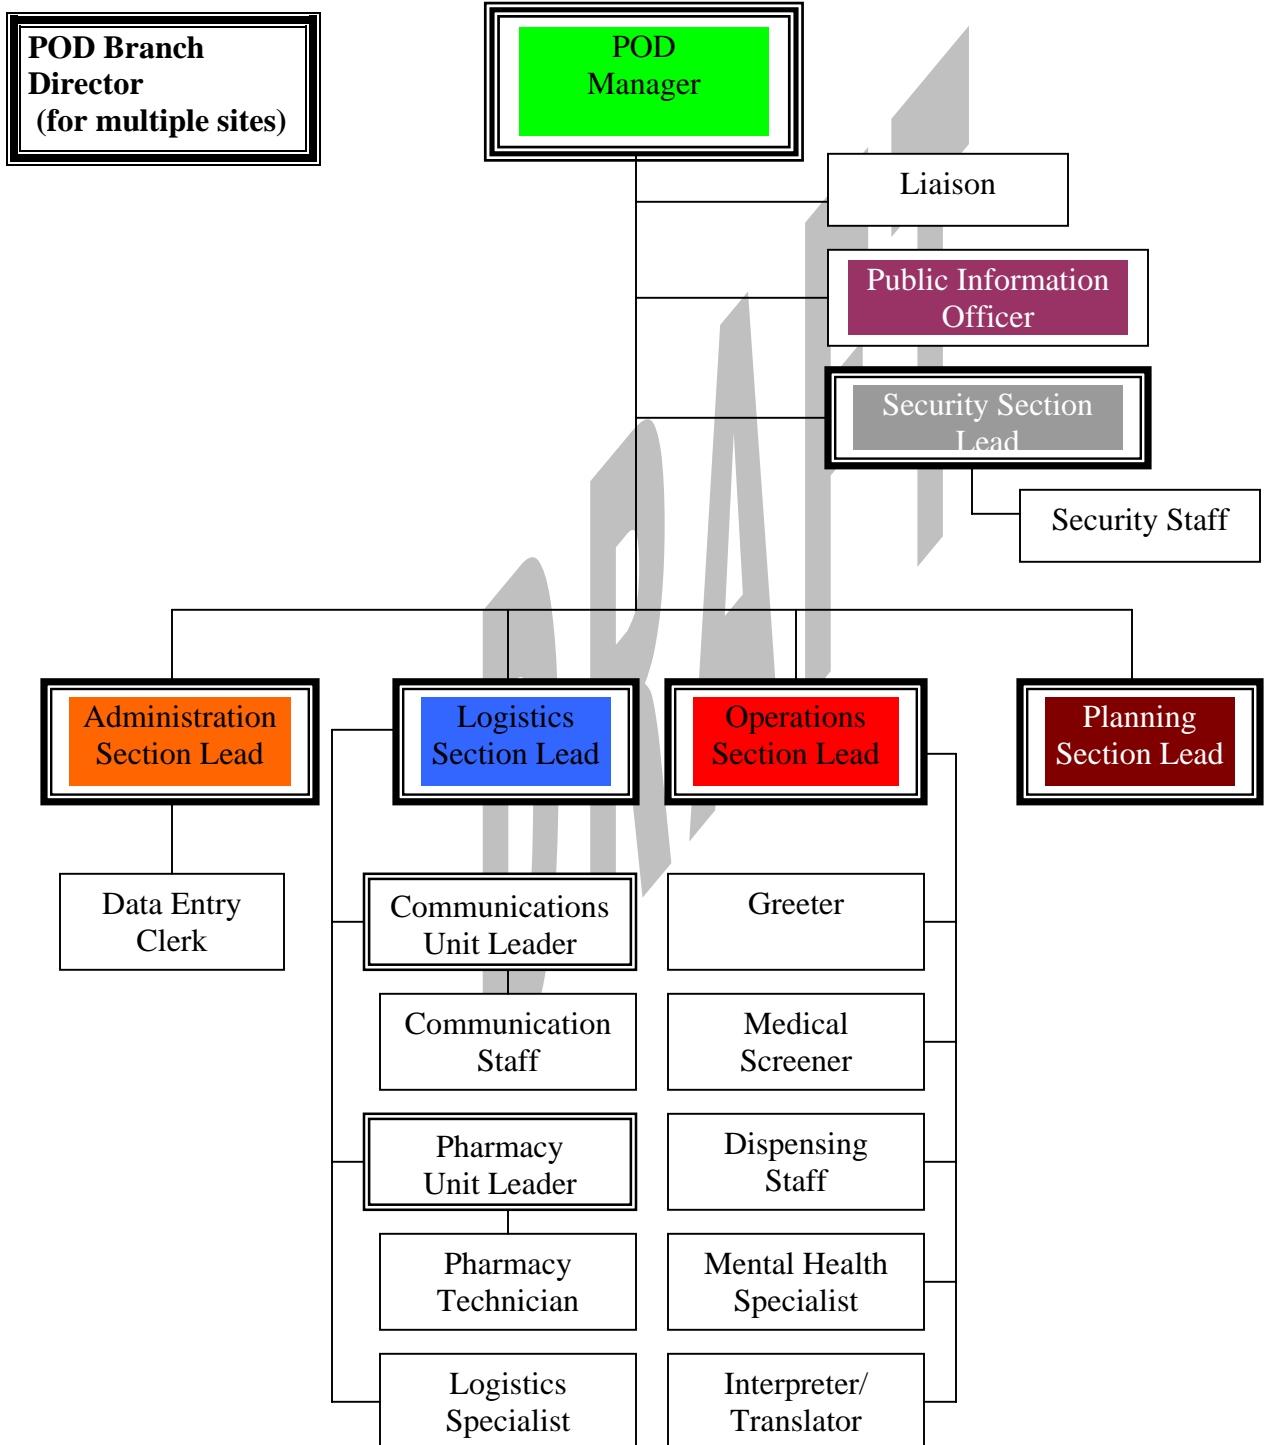 POD Branch
Director
(for multiple sites)
POD
Manager
Liaison
Public Information
Officer
Security Section
Lead
Security Staff
Administration
Section Lead
Logistics
Section Lead
Operations
Section Lead
Planning
Section Lead
Data Entry
Clerk
Communications
Unit Leader
Communication
Staff
Pharmacy
Unit Leader
Pharmacy
Technician
Logistics
Specialist
Greeter
Medical
Screener
Dispensing
Staff
Mental Health
Specialist
Interpreter/
Translator
DRAFT